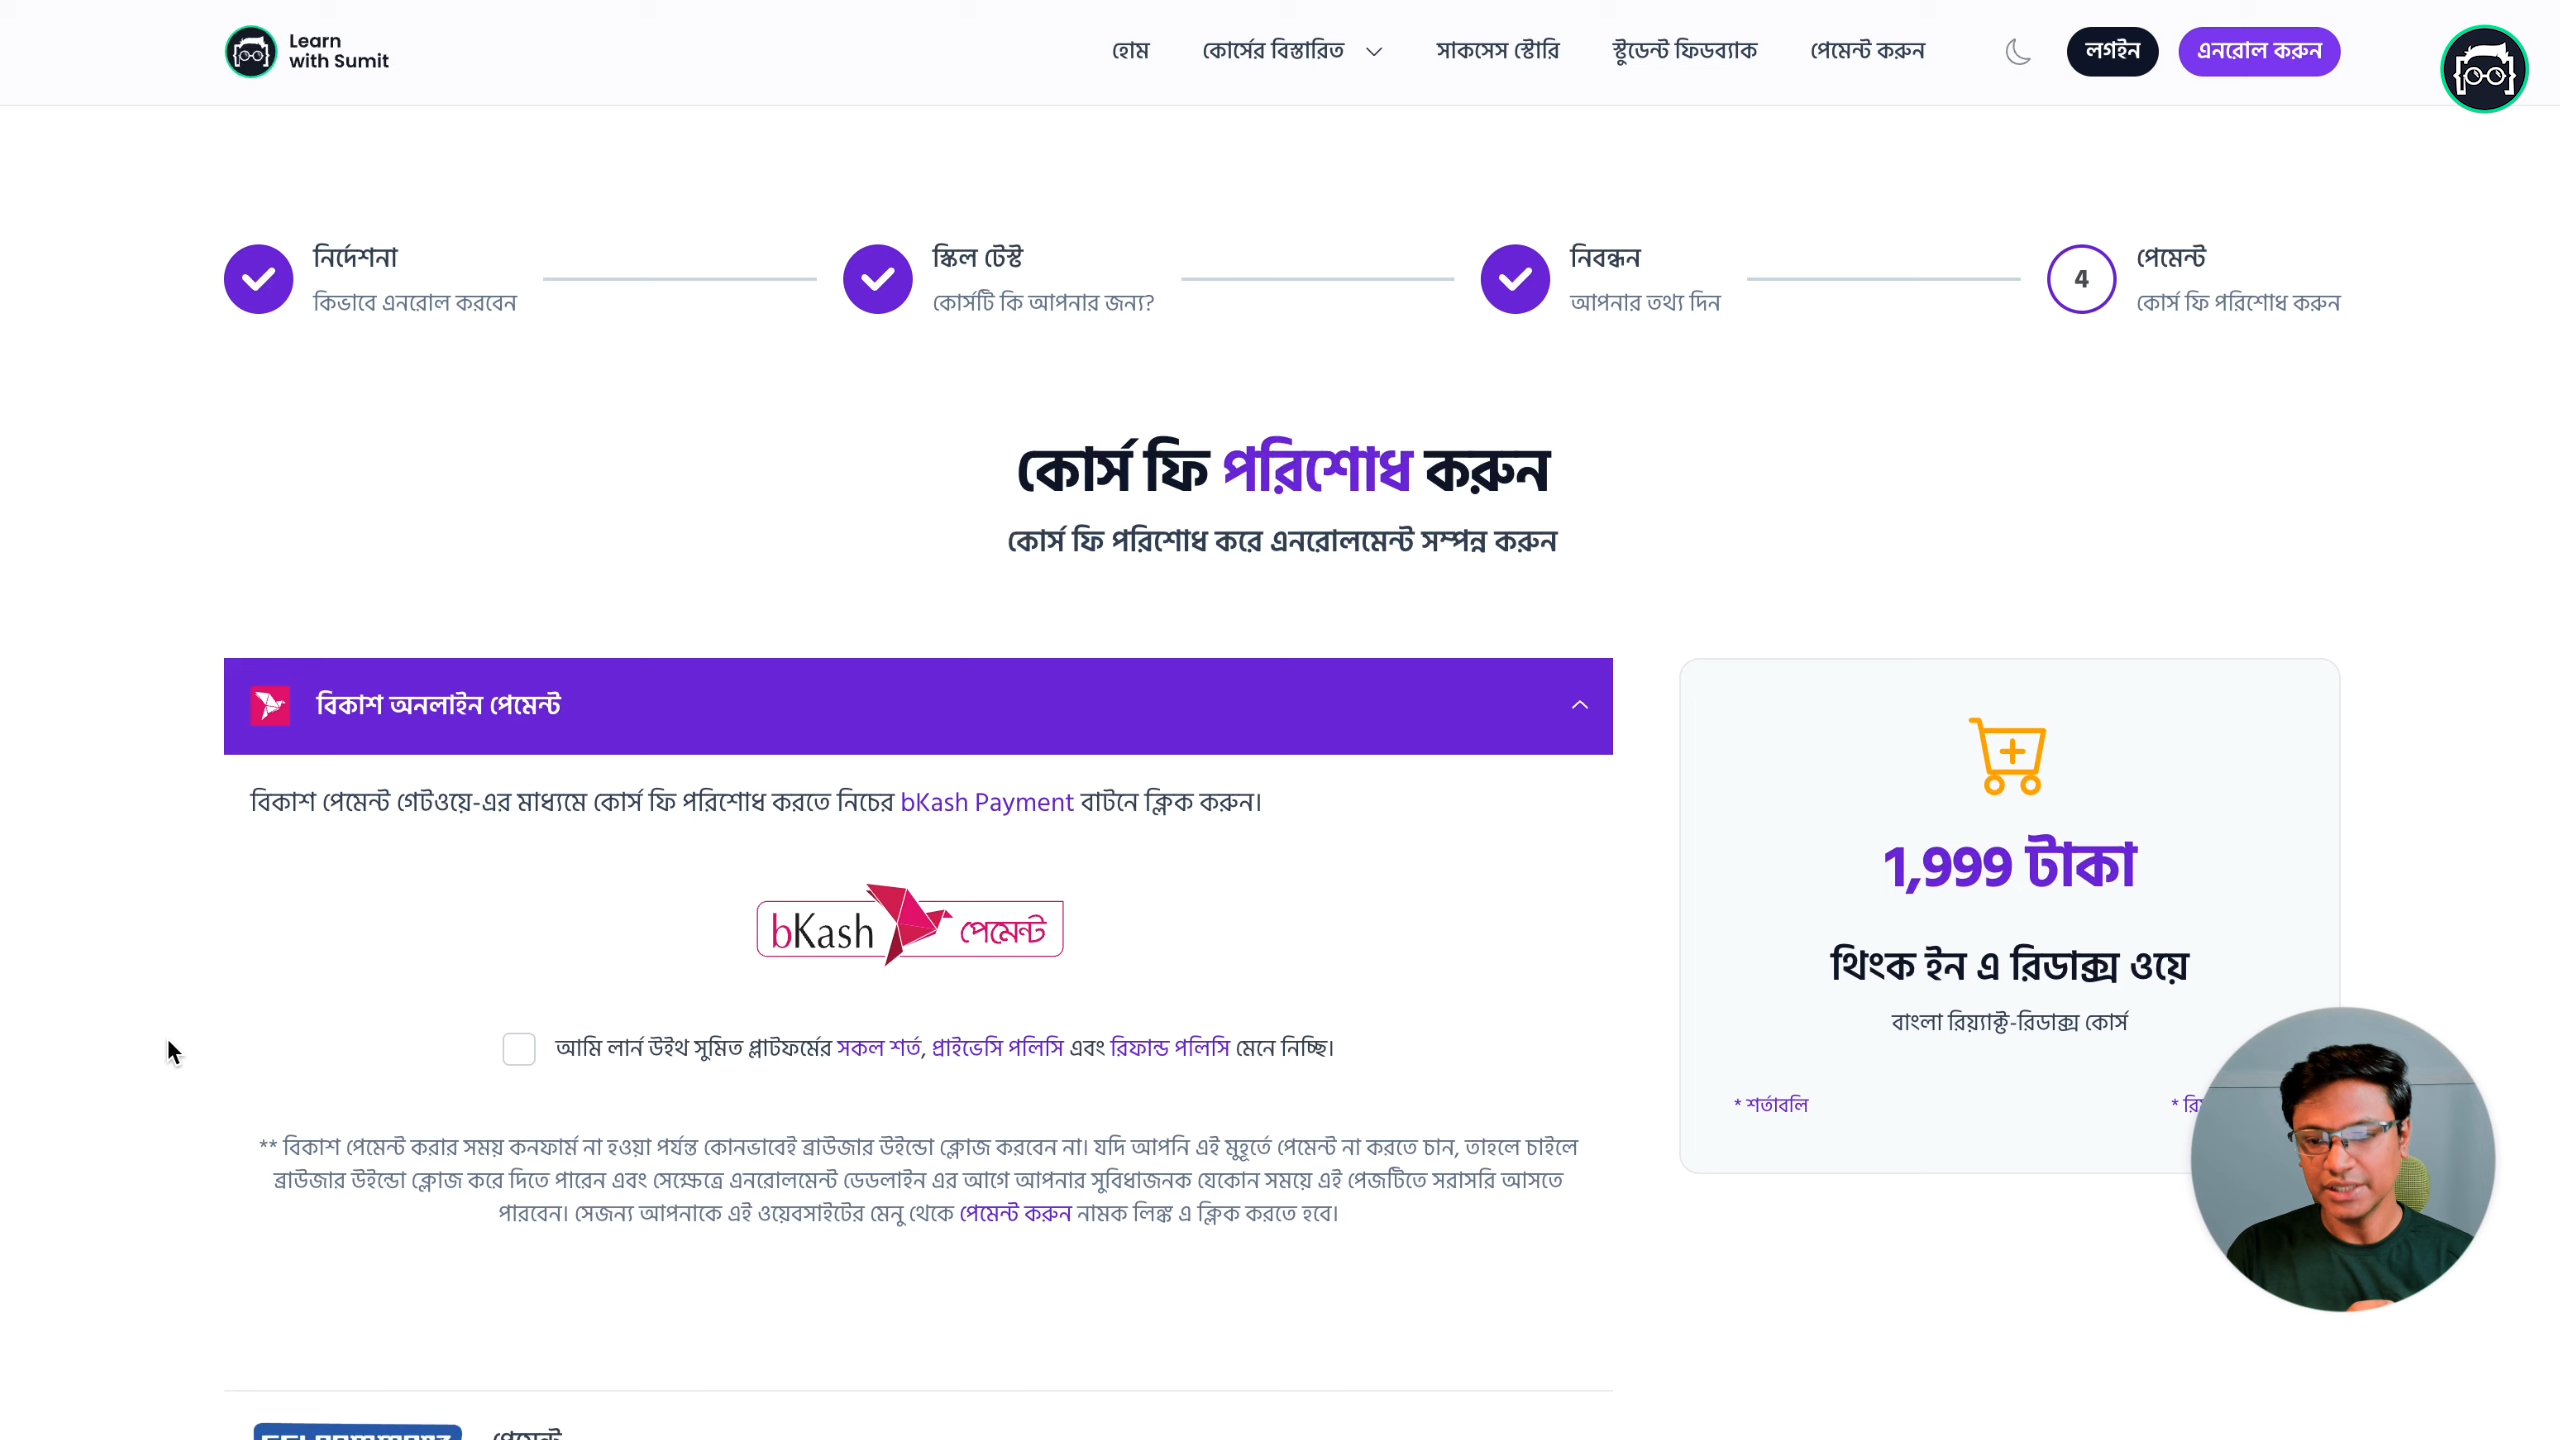 Learn
with Sumit
হোম
কোর্সের বিস্তারিত
সাকসেস স্টোরি
স্টুডেন্ট ফিডব্যাক
পেমেন্ট করুন
লগইন
এনরোল করুন
নির্দেশনা
কিভাবে এনরোল করবেন
স্কিল টেস্ট
কোর্সটি কি আপনার জন্য?
নিবন্ধন
আপনার তথ্য দিন
4
পেমেন্ট
কোর্স ফি পরিশোধ করুন
কোর্স ফি পরিশোধ করুন
কোর্স ফি পরিশোধ করে এনরোলমেন্ট সম্পন্ন করুন
বিকাশ অনলাইন পেমেন্ট
বিকাশ পেমেন্ট গেটওয়ে-এর মাধ্যমে কোর্স ফি পরিশোধ করতে নিচের bKash Payment বাটনে ক্লিক করুন।
bKash পেমেন্ট
আমি লার্ন উইথ সুমিত প্লাটফর্মের সকল শর্ত, প্রাইভেসি পলিসি এবং রিফান্ড পলিসি মেনে নিচ্ছি।
** বিকাশ পেমেন্ট করার সময় কনফার্ম না হওয়া পর্যন্ত কোনভাবেই ব্রাউজার উইন্ডো ক্লোজ করবেন না। যদি আপনি এই মুহূর্তে পেমেন্ট না করতে চান, তাহলে চাইলে
ব্রাউজার উইন্ডো ক্লোজ করে দিতে পারেন এবং সেক্ষেত্রে এনরোলমেন্ট ডেডলাইন এর আগে আপনার সুবিধাজনক যেকোন সময়ে এই পেজটিতে সরাসরি আসতে
পারবেন। সেজন্য আপনাকে এই ওয়েবসাইটের মেনু থেকে পেমেন্ট করুন নামক লিঙ্ক এ ক্লিক করতে হবে।
1,999 টাকা
থিংক ইন এ রিডাক্স ওয়ে
বাংলা রিয়্যাক্ট-রিডাক্স কোর্স
* শর্তাবলি
পেমেন্ট